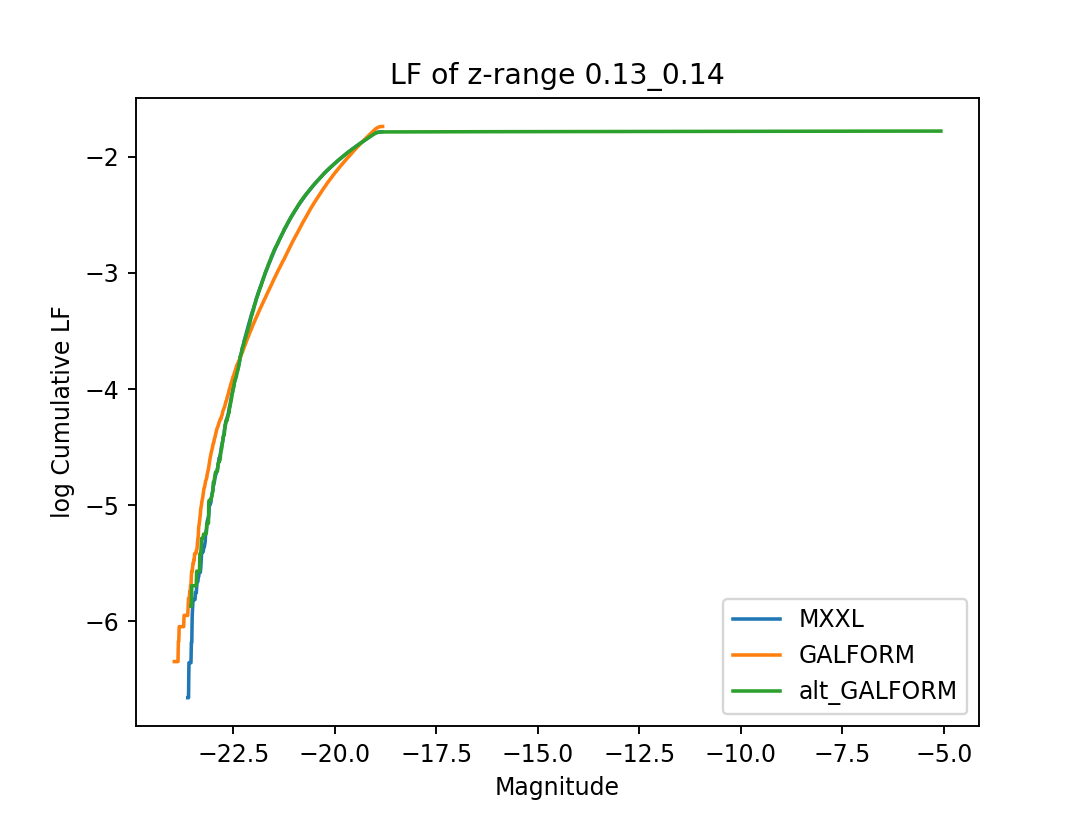 LF of z-range 0.13_0.14
log Cumulative LF
−2
−3
−4
−5
−6
−22.5 −20.0 −17.5 −15.0 −12.5 −10.0 −7.5 −5.0
Magnitude
MXXL
GALFORM
alt_GALFORM